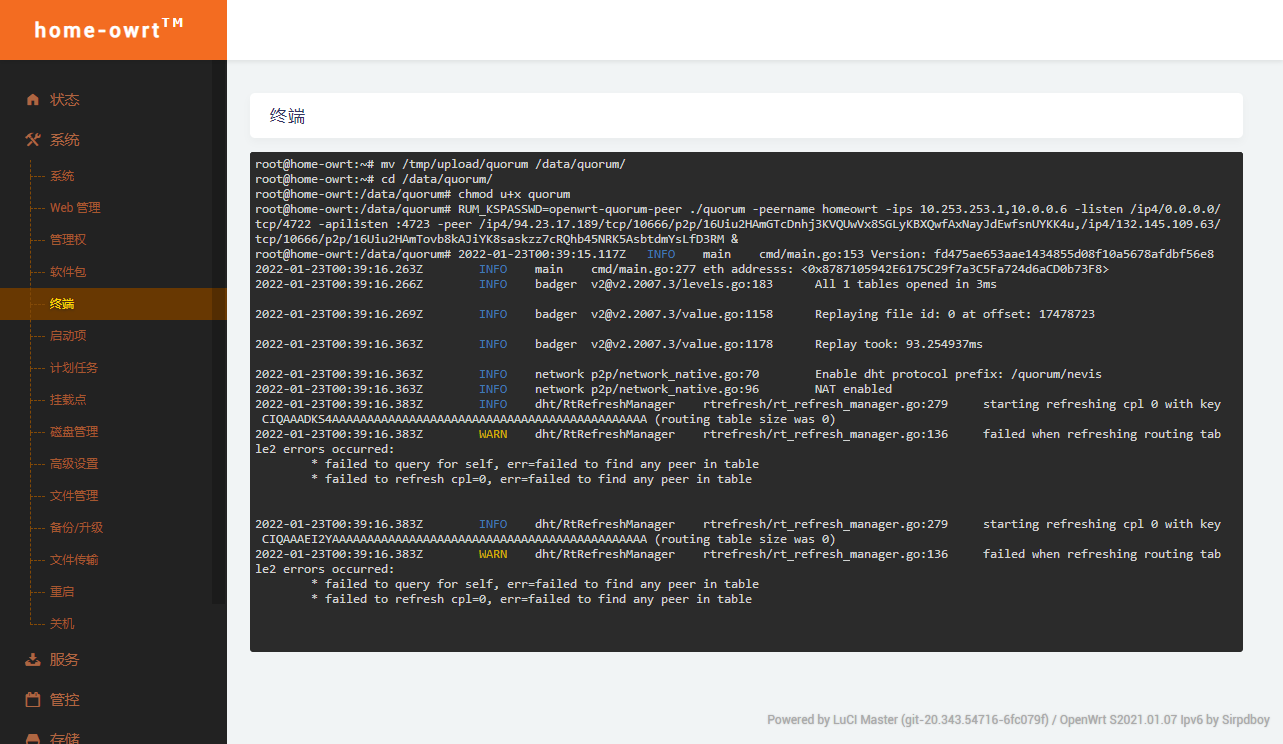 home-owrt™
状态
系统
系统
Web 管理
管理权
软件包
终端
启动项
计划任务
挂载点
磁盘管理
高级设置
文件管理
备份/升级
文件传输
重启
关机
服务
管控
存储
终端
root@home-owrt:~# mv /tmp/upload/quorum /data/quorum/
root@home-owrt:~# cd /data/quorum/
root@home-owrt:/data/quorum# chmod u+x quorum
root@home-owrt:/data/quorum# RUM_KSPASSWD=openwrt-quorum-peer ./quorum -peername homeowrt -ips 10.253.253.1,10.0.0.6 -listen /ip4/0.0.0.0/
tcp/4722 -apilisten :4723 -peer /ip4/94.23.17.189/tcp/10666/p2p/16Uiu2HAmGTcDnhj3KVQUwVx8SGLyKBXQwfAxNayJdEwfsnUYKK4u,/ip4/132.145.109.63/
tcp/10666/p2p/16Uiu2HAmTovb8kAJiYK8saskzz7cRQhb45NRK5AsbtdmYsLfD3RM &
root@home-owrt:/data/quorum# 2022-01-23T00:39:15.117Z INFO main cmd/main.go:153 Version: fd475ae653aae1434855d08f10a5678afdbf56e8
2022-01-23T00:39:16.263Z INFO main cmd/main.go:277 eth addresss: <0x8787105942E6175C29f7a3C5Fa724d6aCD0b73F8>
2022-01-23T00:39:16.266Z INFO badger v2@v2.2007.3/levels.go:183 All 1 tables opened in 3ms
2022-01-23T00:39:16.269Z INFO badger v2@v2.2007.3/value.go:1158 Replaying file id: 0 at offset: 17478723
2022-01-23T00:39:16.363Z INFO badger v2@v2.2007.3/value.go:1178 Replay took: 93.254937ms
2022-01-23T00:39:16.363Z INFO network p2p/network_native.go:70 Enable dht protocol prefix: /quorum/nevis
2022-01-23T00:39:16.363Z INFO network p2p/network_native.go:96 NAT enabled
2022-01-23T00:39:16.383Z INFO dht/RtRefreshManager rtrefresh/rt_refresh_manager.go:279 starting refreshing cpl 0 with key
CIQAAADKS4AAAAAAAAAAAAAAAAAAAAAAAAAAAAAAAAAAAAAAAAAAAAA (routing table size was 0)
2022-01-23T00:39:16.383Z WARN dht/RtRefreshManager rtrefresh/rt_refresh_manager.go:136 failed when refreshing routing tab
le2 errors occurred:
* failed to query for self, err=failed to find any peer in table
* failed to refresh cpl=0, err=failed to find any peer in table
2022-01-23T00:39:16.383Z INFO dht/RtRefreshManager rtrefresh/rt_refresh_manager.go:279 starting refreshing cpl 0 with key
CIQAAAEI2YAAAAAAAAAAAAAAAAAAAAAAAAAAAAAAAAAAAAAAAAAAAAA (routing table size was 0)
2022-01-23T00:39:16.383Z WARN dht/RtRefreshManager rtrefresh/rt_refresh_manager.go:136 failed when refreshing routing tab
le2 errors occurred:
* failed to query for self, err=failed to find any peer in table
* failed to refresh cpl=0, err=failed to find any peer in table
Powered by LuCI Master (git-20.343.54716-6fc079f) / OpenWrt S2021.01.07 Ipv6 by Sirpdboy